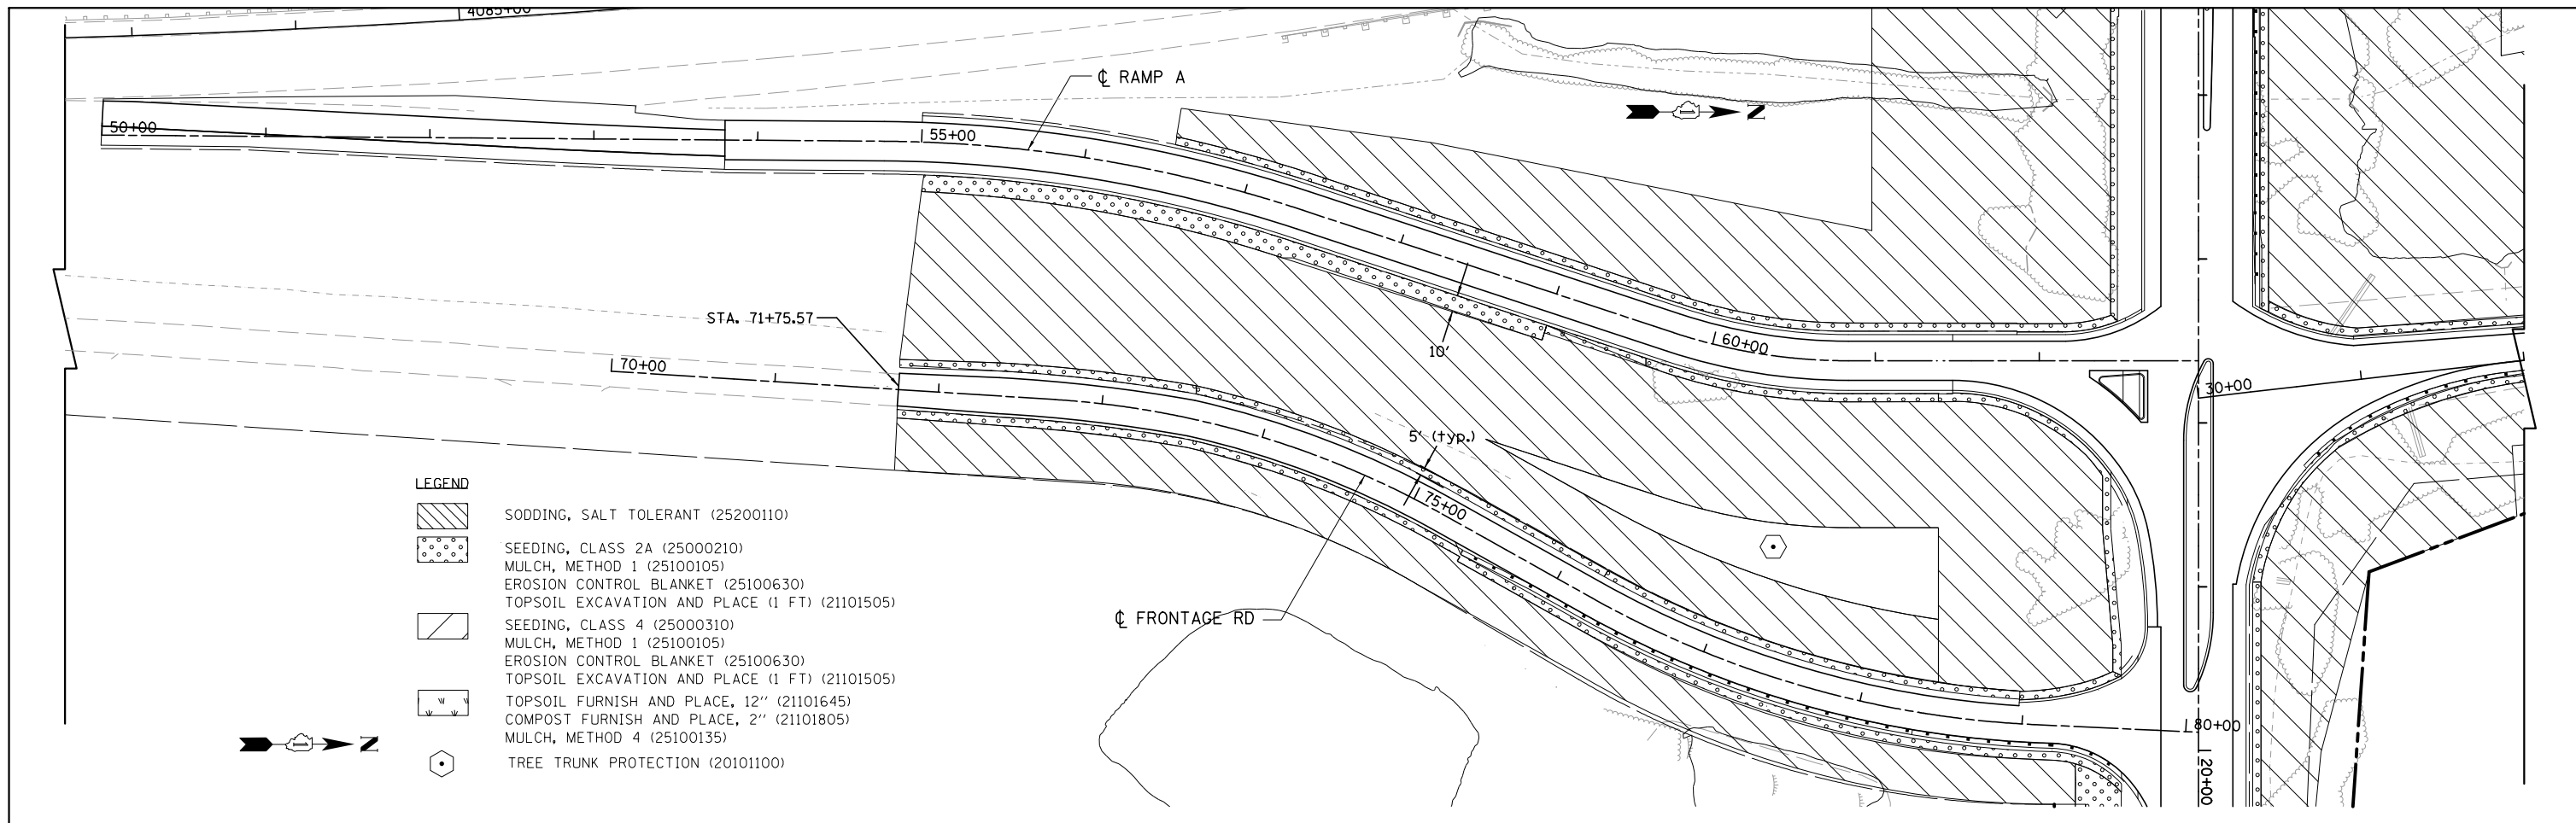 4085+00
℄ RAMP A
N
50+00
55+00
STA. 71+75.57
70+00
10'
60+00
30+00
5' (typ.)
75+00
℄ FRONTAGE RD
80+00
20+00
LEGEND
SODDING, SALT TOLERANT (25200110)
SEEDING, CLASS 2A (25000210)
MULCH, METHOD 1 (25100105)
EROSION CONTROL BLANKET (25100630)
TOPSOIL EXCAVATION AND PLACE (1 FT) (21101505)
SEEDING, CLASS 4 (25000310)
MULCH, METHOD 1 (25100105)
EROSION CONTROL BLANKET (25100630)
TOPSOIL EXCAVATION AND PLACE (1 FT) (21101505)
TOPSOIL FURNISH AND PLACE, 12'' (21101645)
COMPOST FURNISH AND PLACE, 2'' (21101805)
MULCH, METHOD 4 (25100135)
TREE TRUNK PROTECTION (20101100)
N